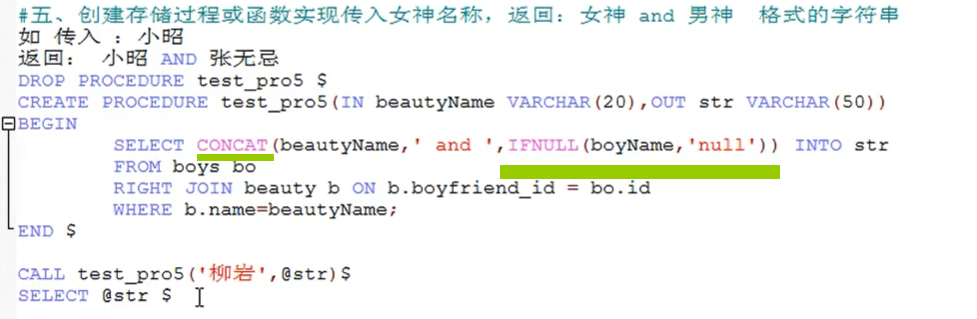 #五、创建存储过程或函数实现传入女神名称，返回：女神 and 男神  格式的字符串
如 传入 ：小昭
返回： 小昭 AND 张无忌
DROP PROCEDURE test_pro5 $
CREATE PROCEDURE test_pro5(IN beautyName VARCHAR(20),OUT str VARCHAR(50))
BEGIN
SELECT CONCAT(beautyName,' and ',IFNULL(boyName,'null')) INTO str
FROM boys bo
RIGHT JOIN beauty b ON b.boyfriend_id = bo.id
WHERE b.name=beautyName;
END $
CALL test_pro5('柳岩',@str)$
SELECT @str $